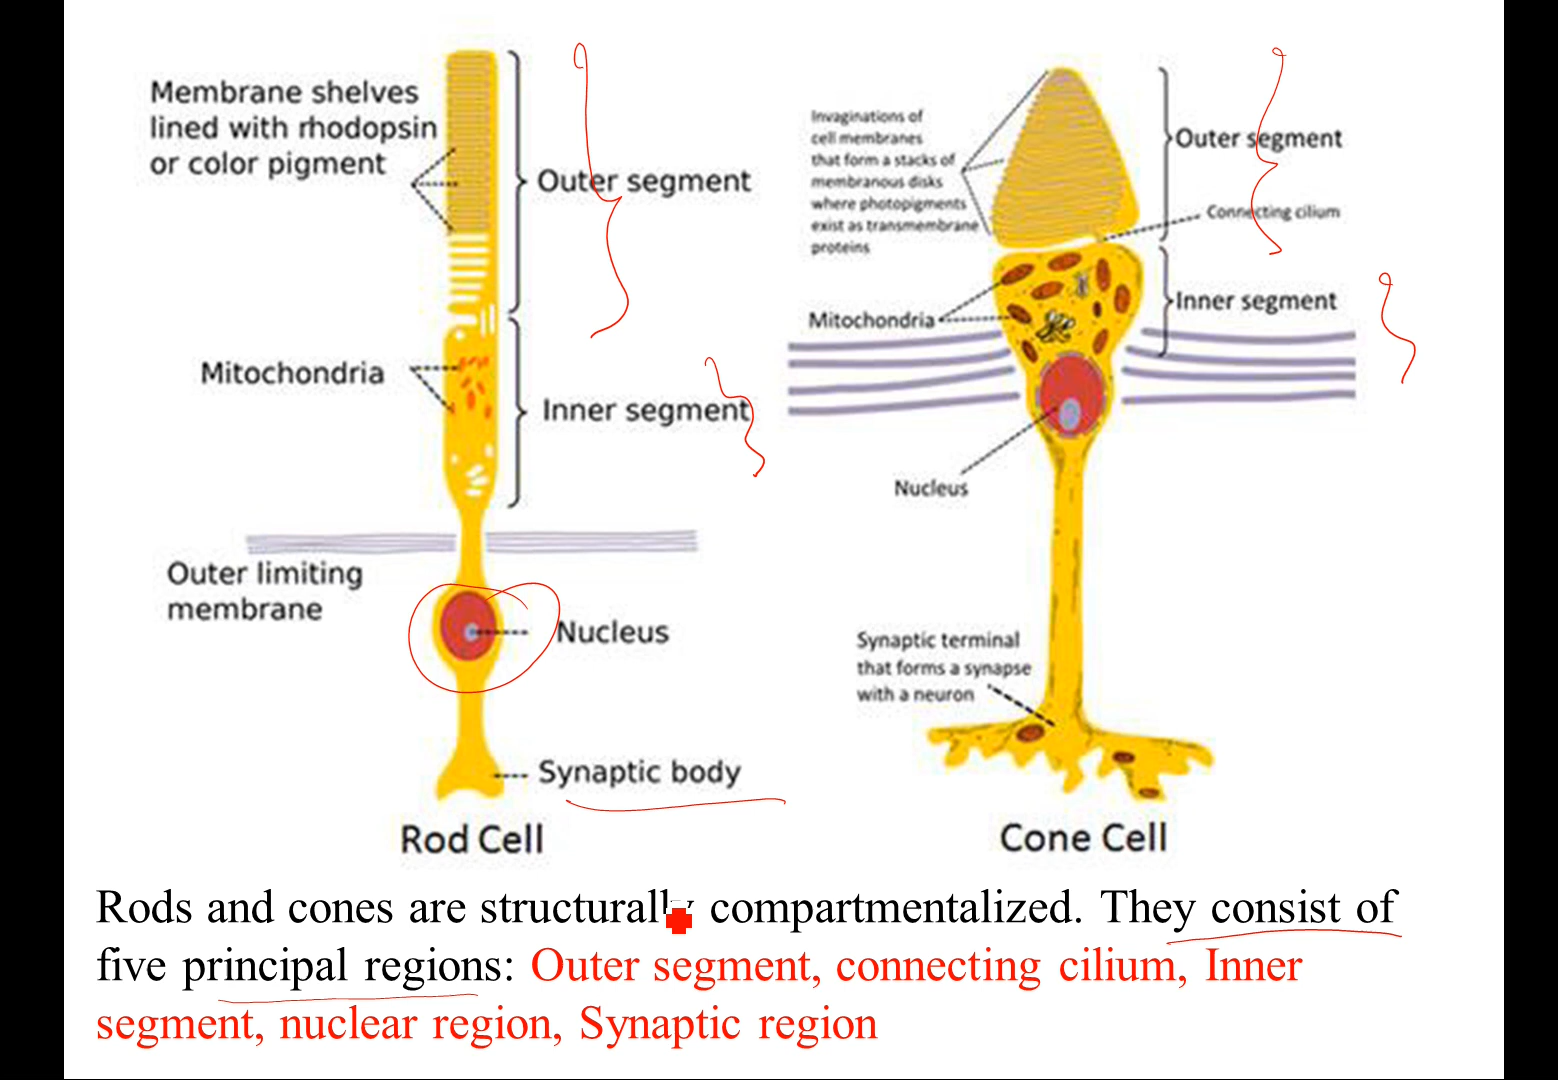 Membrane shelves
lined with rhodopsin
or color pigment
Outer segment
Mitochondria
Inner segment
Outer limiting
membrane
Nucleus
Synaptic body
Rod Cell
Invaginations of
cell membranes
that form a stacks of
membranous disks
where photopigments
exist as transmembrane
proteins
Outer segment
Connecting cilium
Mitochondria
Inner segment
Nucleus
Synaptic terminal
that forms a synapse
with a neuron
Cone Cell
Rods and cones are structurally compartmentalized. They consist of
five principal regions: Outer segment, connecting cilium, Inner
segment, nuclear region, Synaptic region